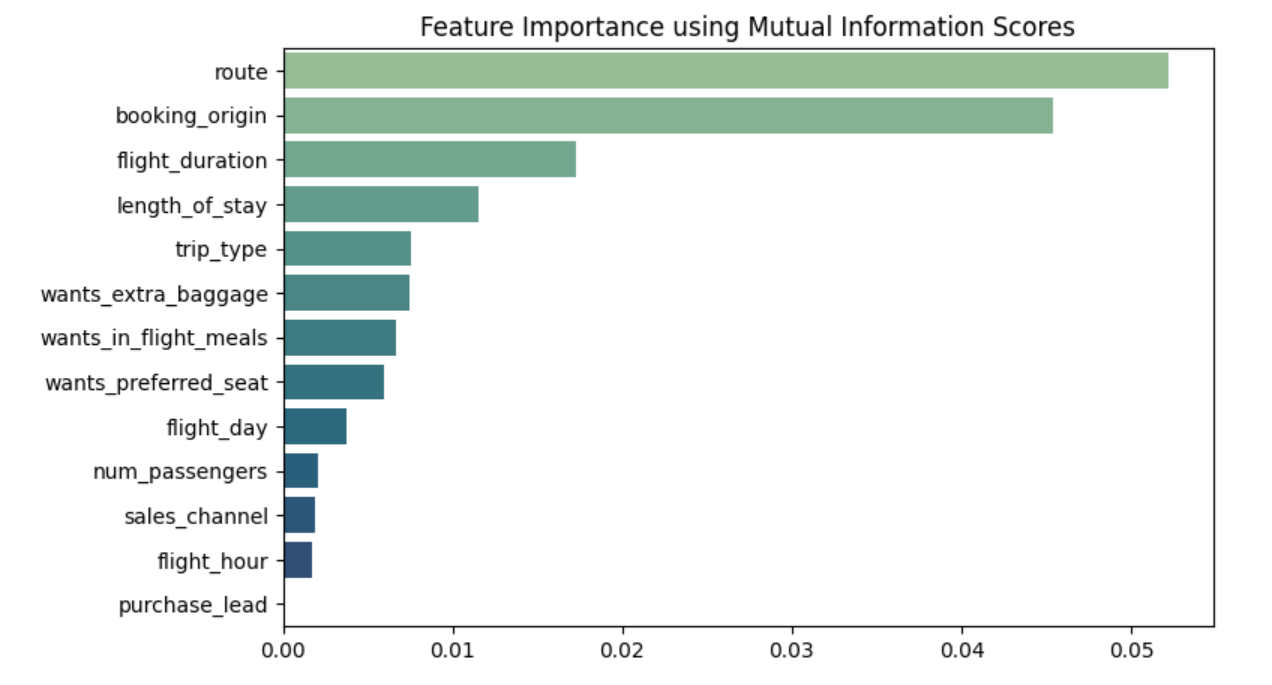 Feature Importance using Mutual Information Scores
route
booking_origin
flight_duration
length_of_stay
trip_type
wants_extra_baggage
wants_in_flight_meals
wants_preferred_seat
flight_day
num_passengers
sales_channel
flight_hour
purchase_lead
0.00 0.01 0.02 0.03 0.04 0.05